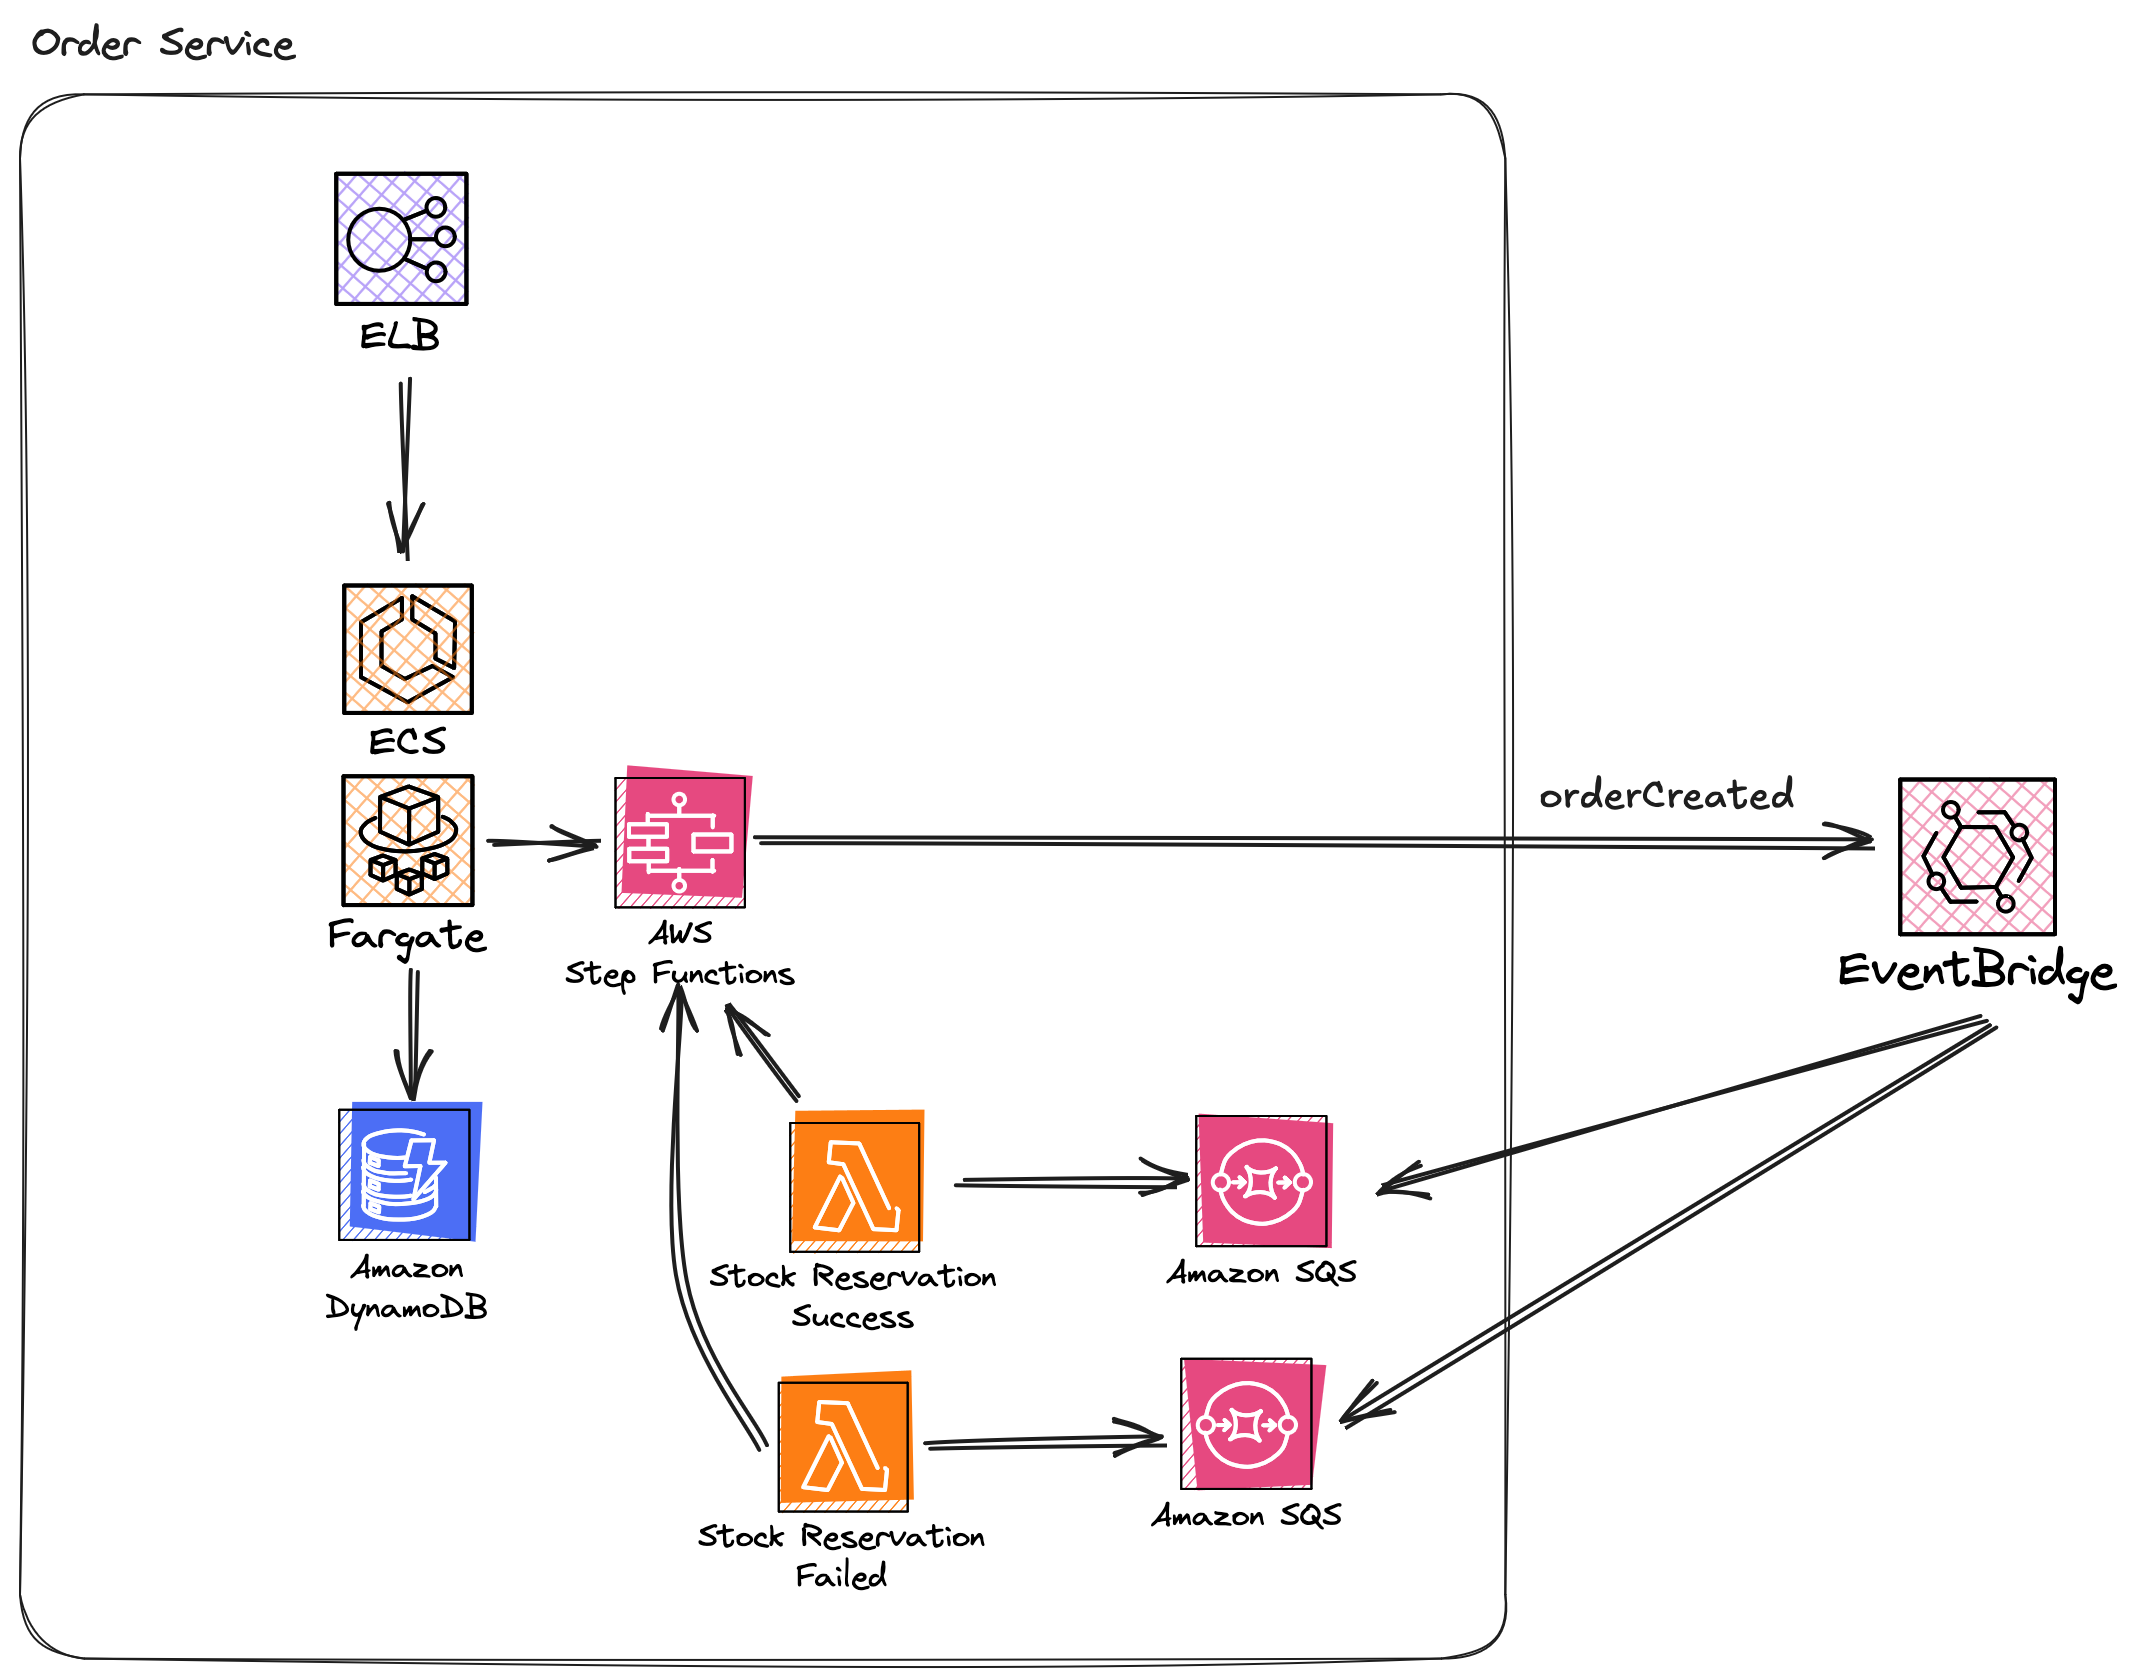 Order Service
ELB
ECS
Fargate
AWS
Step Functions
orderCreated
EventBridge
Amazon
DynamoDB
Stock Reservation
Success
Amazon SQS
Stock Reservation
Failed
Amazon SQS